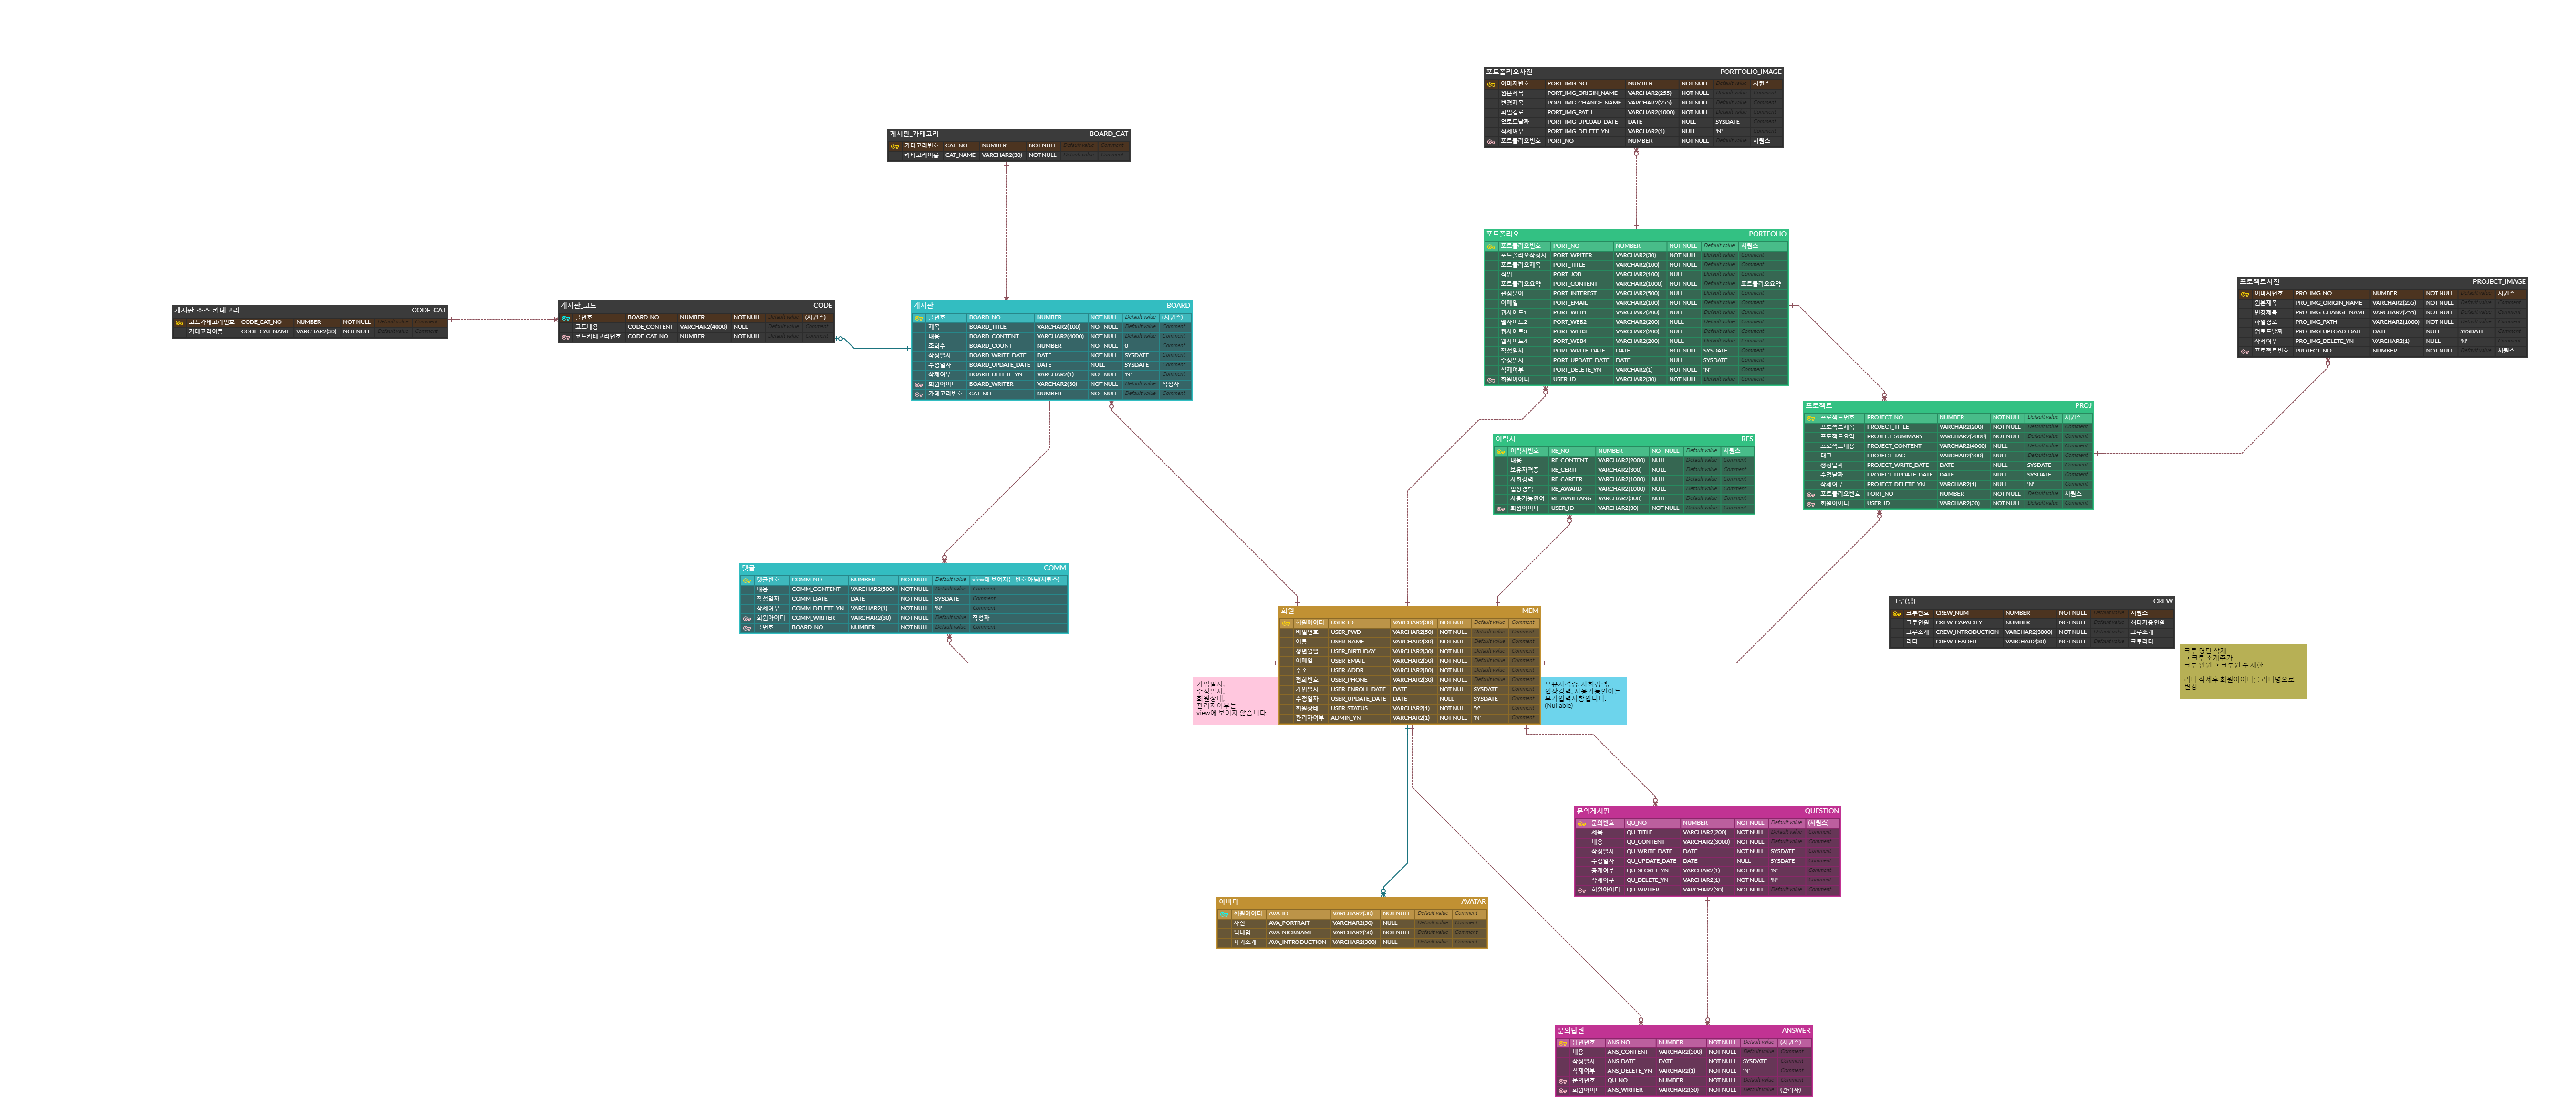 포트폴리오사진 PORTFOLIO_IMAGE
이미지번호 PORT_IMG_NO NUMBER NOT NULL Default value 시퀀스
원본제목 PORT_IMG_ORIGIN_NAME VARCHAR2(255) NOT NULL Default value Comment
변경제목 PORT_IMG_CHANGE_NAME VARCHAR2(255) NOT NULL Default value Comment
파일경로 PORT_IMG_PATH VARCHAR2(1000) NOT NULL Default value Comment
업로드날짜 PORT_IMG_UPLOAD_DATE DATE NULL SYSDATE Comment
삭제여부 PORT_IMG_DELETE_YN VARCHAR2(1) NULL 'N' Comment
포트폴리오번호 PORT_NO NUMBER NOT NULL Default value 시퀀스
게시판_카테고리 BOARD_CAT
카테고리번호 CAT_NO NUMBER NOT NULL Default value Comment
카테고리이름 CAT_NAME VARCHAR2(30) NOT NULL Default value Comment
포트폴리오 PORTFOLIO
포트폴리오번호 PORT_NO NUMBER NOT NULL Default value 시퀀스
포트폴리오작성자 PORT_WRITER VARCHAR2(30) NOT NULL Default value Comment
포트폴리오제목 PORT_TITLE VARCHAR2(100) NOT NULL Default value Comment
직업 PORT_JOB VARCHAR2(100) NULL Default value Comment
포트폴리오요약 PORT_CONTENT VARCHAR2(1000) NOT NULL Default value 포트폴리오요약
관심분야 PORT_INTEREST VARCHAR2(500) NULL Default value Comment
이메일 PORT_EMAIL VARCHAR2(100) NOT NULL Default value Comment
웹사이트1 PORT_WEB1 VARCHAR2(200) NULL Default value Comment
웹사이트2 PORT_WEB2 VARCHAR2(200) NULL Default value Comment
웹사이트3 PORT_WEB3 VARCHAR2(200) NULL Default value Comment
웹사이트4 PORT_WEB4 VARCHAR2(200) NULL Default value Comment
작성일시 PORT_WRITE_DATE DATE NOT NULL SYSDATE Comment
수정일시 PORT_UPDATE_DATE DATE NULL SYSDATE Comment
삭제여부 PORT_DELETE_YN VARCHAR2(1) NOT NULL 'N' Comment
회원아이디 USER_ID VARCHAR2(30) NOT NULL Default value Comment
프로젝트사진 PROJECT_IMAGE
이미지번호 PRO_IMG_NO NUMBER NOT NULL Default value 시퀀스
원본제목 PRO_IMG_ORIGIN_NAME VARCHAR2(255) NOT NULL Default value Comment
변경제목 PRO_IMG_CHANGE_NAME VARCHAR2(255) NOT NULL Default value Comment
파일경로 PRO_IMG_PATH VARCHAR2(1000) NOT NULL Default value Comment
업로드날짜 PRO_IMG_UPLOAD_DATE DATE NULL SYSDATE Comment
삭제여부 PRO_IMG_DELETE_YN VARCHAR2(1) NULL 'N' Comment
프로젝트번호 PROJECT_NO NUMBER NOT NULL Default value 시퀀스
게시판_소스_카테고리 CODE_CAT
코드카테고리번호 CODE_CAT_NO NUMBER NOT NULL Default value Comment
카테고리이름 CODE_CAT_NAME VARCHAR2(30) NOT NULL Default value Comment
게시판_코드 CODE
글번호 BOARD_NO NUMBER NOT NULL Default value (시퀀스)
코드내용 CODE_CONTENT VARCHAR2(4000) NULL Default value Comment
코드카테고리번호 CODE_CAT_NO NUMBER NOT NULL Default value Comment
게시판 BOARD
글번호 BOARD_NO NUMBER NOT NULL Default value (시퀀스)
제목 BOARD_TITLE VARCHAR2(100) NOT NULL Default value Comment
내용 BOARD_CONTENT VARCHAR2(4000) NOT NULL Default value Comment
조회수 BOARD_COUNT NUMBER NOT NULL 0 Comment
작성일자 BOARD_WRITE_DATE DATE NOT NULL SYSDATE Comment
수정일자 BOARD_UPDATE_DATE DATE NULL SYSDATE Comment
삭제여부 BOARD_DELETE_YN VARCHAR2(1) NOT NULL 'N' Comment
회원아이디 BOARD_WRITER VARCHAR2(30) NOT NULL Default value 작성자
카테고리번호 CAT_NO NUMBER NOT NULL Default value Comment
프로젝트 PROJ
프로젝트번호 PROJECT_NO NUMBER NOT NULL Default value 시퀀스
프로젝트제목 PROJECT_TITLE VARCHAR2(200) NOT NULL Default value Comment
프로젝트요약 PROJECT_SUMMARY VARCHAR2(2000) NOT NULL Default value Comment
프로젝트내용 PROJECT_CONTENT VARCHAR2(4000) NULL Default value Comment
태그 PROJECT_TAG VARCHAR2(500) NULL Default value Comment
생성날짜 PROJECT_WRITE_DATE DATE NULL SYSDATE Comment
수정날짜 PROJECT_UPDATE_DATE DATE NULL SYSDATE Comment
삭제여부 PROJECT_DELETE_YN VARCHAR2(1) NULL 'N' Comment
포트폴리오번호 PORT_NO NUMBER NOT NULL Default value 시퀀스
회원아이디 USER_ID VARCHAR2(30) NOT NULL Default value Comment
이력서 RES
이력서번호 RE_NO NUMBER NOT NULL Default value 시퀀스
내용 RE_CONTENT VARCHAR2(2000) NULL Default value Comment
보유자격증 RE_CERTI VARCHAR2(300) NULL Default value Comment
사회경력 RE_CAREER VARCHAR2(1000) NULL Default value Comment
입상경력 RE_AWARD VARCHAR2(1000) NULL Default value Comment
사용가능언어 RE_AVAILLANG VARCHAR2(300) NULL Default value Comment
회원아이디 USER_ID VARCHAR2(30) NOT NULL Default value Comment
댓글 COMM
댓글번호 COMM_NO NUMBER NOT NULL Default value view에 보여지는 번호 아님(시퀀스)
내용 COMM_CONTENT VARCHAR2(300) NOT NULL Default value Comment
작성일자 COMM_DATE DATE NOT NULL SYSDATE Comment
삭제여부 COMM_DELETE_YN VARCHAR2(1) NOT NULL 'N' Comment
회원아이디 COMM_WRITER VARCHAR2(30) NOT NULL Default value 작성자
글번호 BOARD_NO NUMBER NOT NULL Default value Comment
회원 MEM
회원아이디 USER_ID VARCHAR2(30) NOT NULL Default value Comment
비밀번호 USER_PWD VARCHAR2(50) NOT NULL Default value Comment
이름 USER_NAME VARCHAR2(30) NOT NULL Default value Comment
생년월일 USER_BIRTHDAY VARCHAR2(30) NOT NULL Default value Comment
이메일 USER_EMAIL VARCHAR2(50) NOT NULL Default value Comment
주소 USER_ADDR VARCHAR2(80) NOT NULL Default value Comment
전화번호 USER_PHONE VARCHAR2(30) NOT NULL Default value Comment
가입일자 USER_ENROLL_DATE DATE NOT NULL SYSDATE Comment
수정일자 USER_UPDATE_DATE DATE NULL SYSDATE Comment
회원상태 USER_STATUS VARCHAR2(1) NOT NULL 'Y' Comment
관리자여부 ADMIN_YN VARCHAR2(1) NOT NULL 'N' Comment
가입일자,
수정일자,
회원상태,
관리자여부는
view에 보이지 않습니다.
보유자격증, 사회경력,
입상경력, 사용가능언어는
부가입력사항입니다.
(Nullable)
크루(팀) CREW
크루번호 CREW_NUM NUMBER NOT NULL Default value 시퀀스
크루인원 CREW_CAPACITY NUMBER NOT NULL Default value 최대가용인원
크루소개 CREW_INTRODUCTION VARCHAR2(3000) NOT NULL Default value 크루소개
리더 CREW_LEADER VARCHAR2(30) NOT NULL Default value 크루리더
크루 명단 삭제
-> 크루 소개추가
크루 인원 -> 크루원 수 제한
리더 삭제후 회원아이디를 리더명으로
변경
문의게시판 QUESTION
문의번호 QU_NO NUMBER NOT NULL Default value (시퀀스)
제목 QU_TITLE VARCHAR2(200) NOT NULL Default value Comment
내용 QU_CONTENT VARCHAR2(3000) NOT NULL Default value Comment
작성일자 QU_WRITE_DATE DATE NOT NULL SYSDATE Comment
수정일자 QU_UPDATE_DATE DATE NULL SYSDATE Comment
공개여부 QU_SECRET_YN VARCHAR2(1) NOT NULL 'N' Comment
삭제여부 QU_DELETE_YN VARCHAR2(1) NOT NULL 'N' Comment
회원아이디 QU_WRITER VARCHAR2(30) NOT NULL Default value Comment
아바타 AVATAR
회원아이디 AVA_ID VARCHAR2(30) NOT NULL Default value Comment
사진 AVA_PORTRAIT VARCHAR2(50) NULL Default value Comment
닉네임 AVA_NICKNAME VARCHAR2(50) NOT NULL Default value Comment
자기소개 AVA_INTRODUCTION VARCHAR2(300) NULL Default value Comment
문의답변 ANSWER
답변번호 ANS_NO NUMBER NOT NULL Default value (시퀀스)
내용 ANS_CONTENT VARCHAR2(300) NOT NULL Default value Comment
작성일자 ANS_DATE DATE NOT NULL SYSDATE Comment
삭제여부 ANS_DELETE_YN VARCHAR2(1) NOT NULL 'N' Comment
문의번호 QU_NO NUMBER NOT NULL Default value Comment
회원아이디 ANS_WRITER VARCHAR2(30) NOT NULL Default value (관리자)